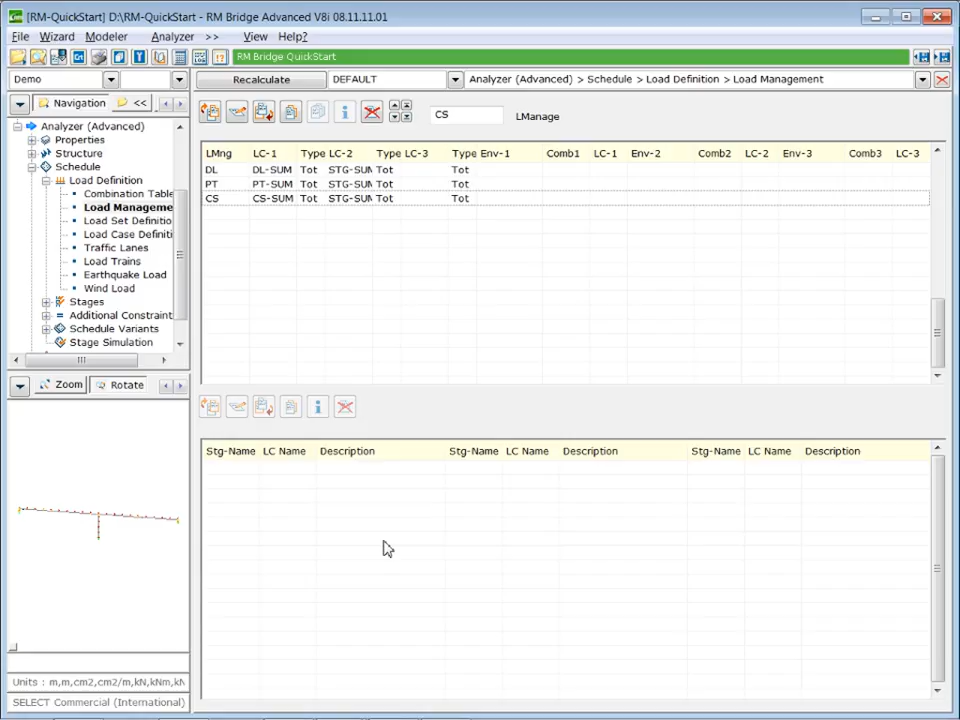 [RM-QuickStart] D:\RM-QuickStart - RM Bridge Advanced V8i 08.11.11.01
File Wizard Modeler Analyzer >> View Help?
RM Bridge QuickStart
Demo Recalculate DEFAULT Analyzer (Advanced) > Schedule > Load Definition > Load Management
Navigation <<
CS LManage
Analyzer (Advanced)
Properties
Structure
Schedule
Load Definition
Combination Table
Load Manageme
Load Set Definitio
Load Case Definiti
Traffic Lanes
Load Trains
Earthquake Load
Wind Load
Stages
Additional Constraint
Schedule Variants
Stage Simulation
LMng LC-1 Type LC-2 Type LC-3 Type Env-1 Comb1 LC-1 Env-2 Comb2 LC-2 Env-3 Comb3 LC-3
DL DL-SUM Tot STG-SUM Tot Tot
PT PT-SUM Tot STG-SUM Tot Tot
CS CS-SUM Tot STG-SUM Tot Tot
Zoom Rotate
Stg-Name LC Name Description Stg-Name LC Name Description Stg-Name LC Name Description
Units : m,m,cm2,cm2/m,kN,kNm,kN
SELECT Commercial (International)